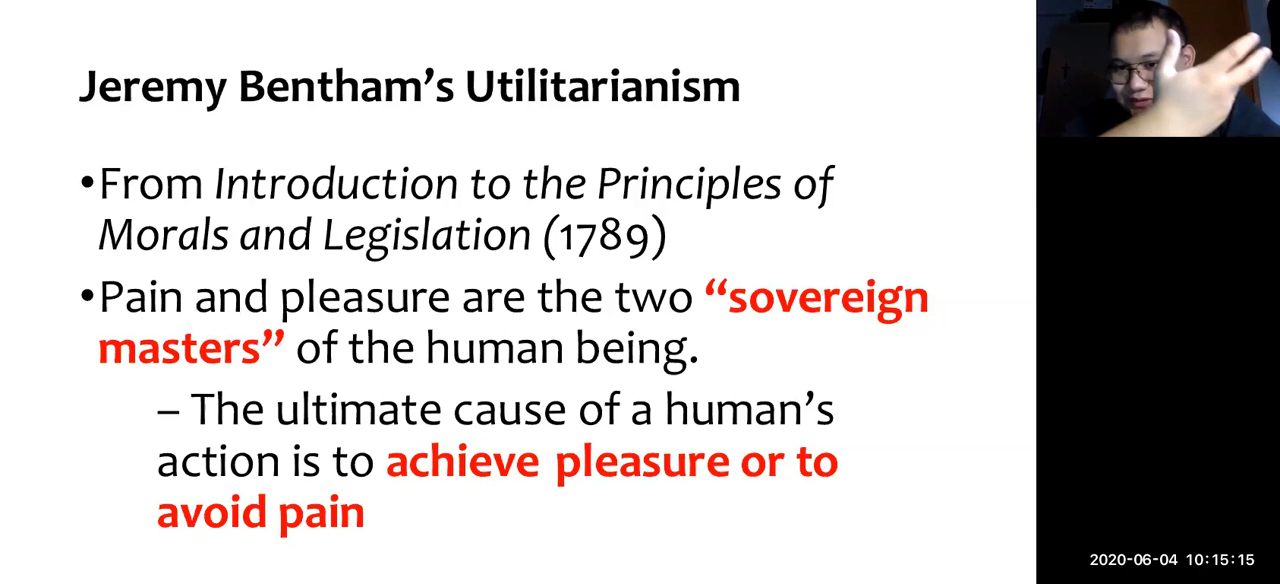 Jeremy Bentham’s Utilitarianism
•From Introduction to the Principles of
Morals and Legislation (1789)
•Pain and pleasure are the two “sovereign
masters” of the human being.
– The ultimate cause of a human’s
action is to achieve pleasure or to
avoid pain
2020-06-04 10:15:15